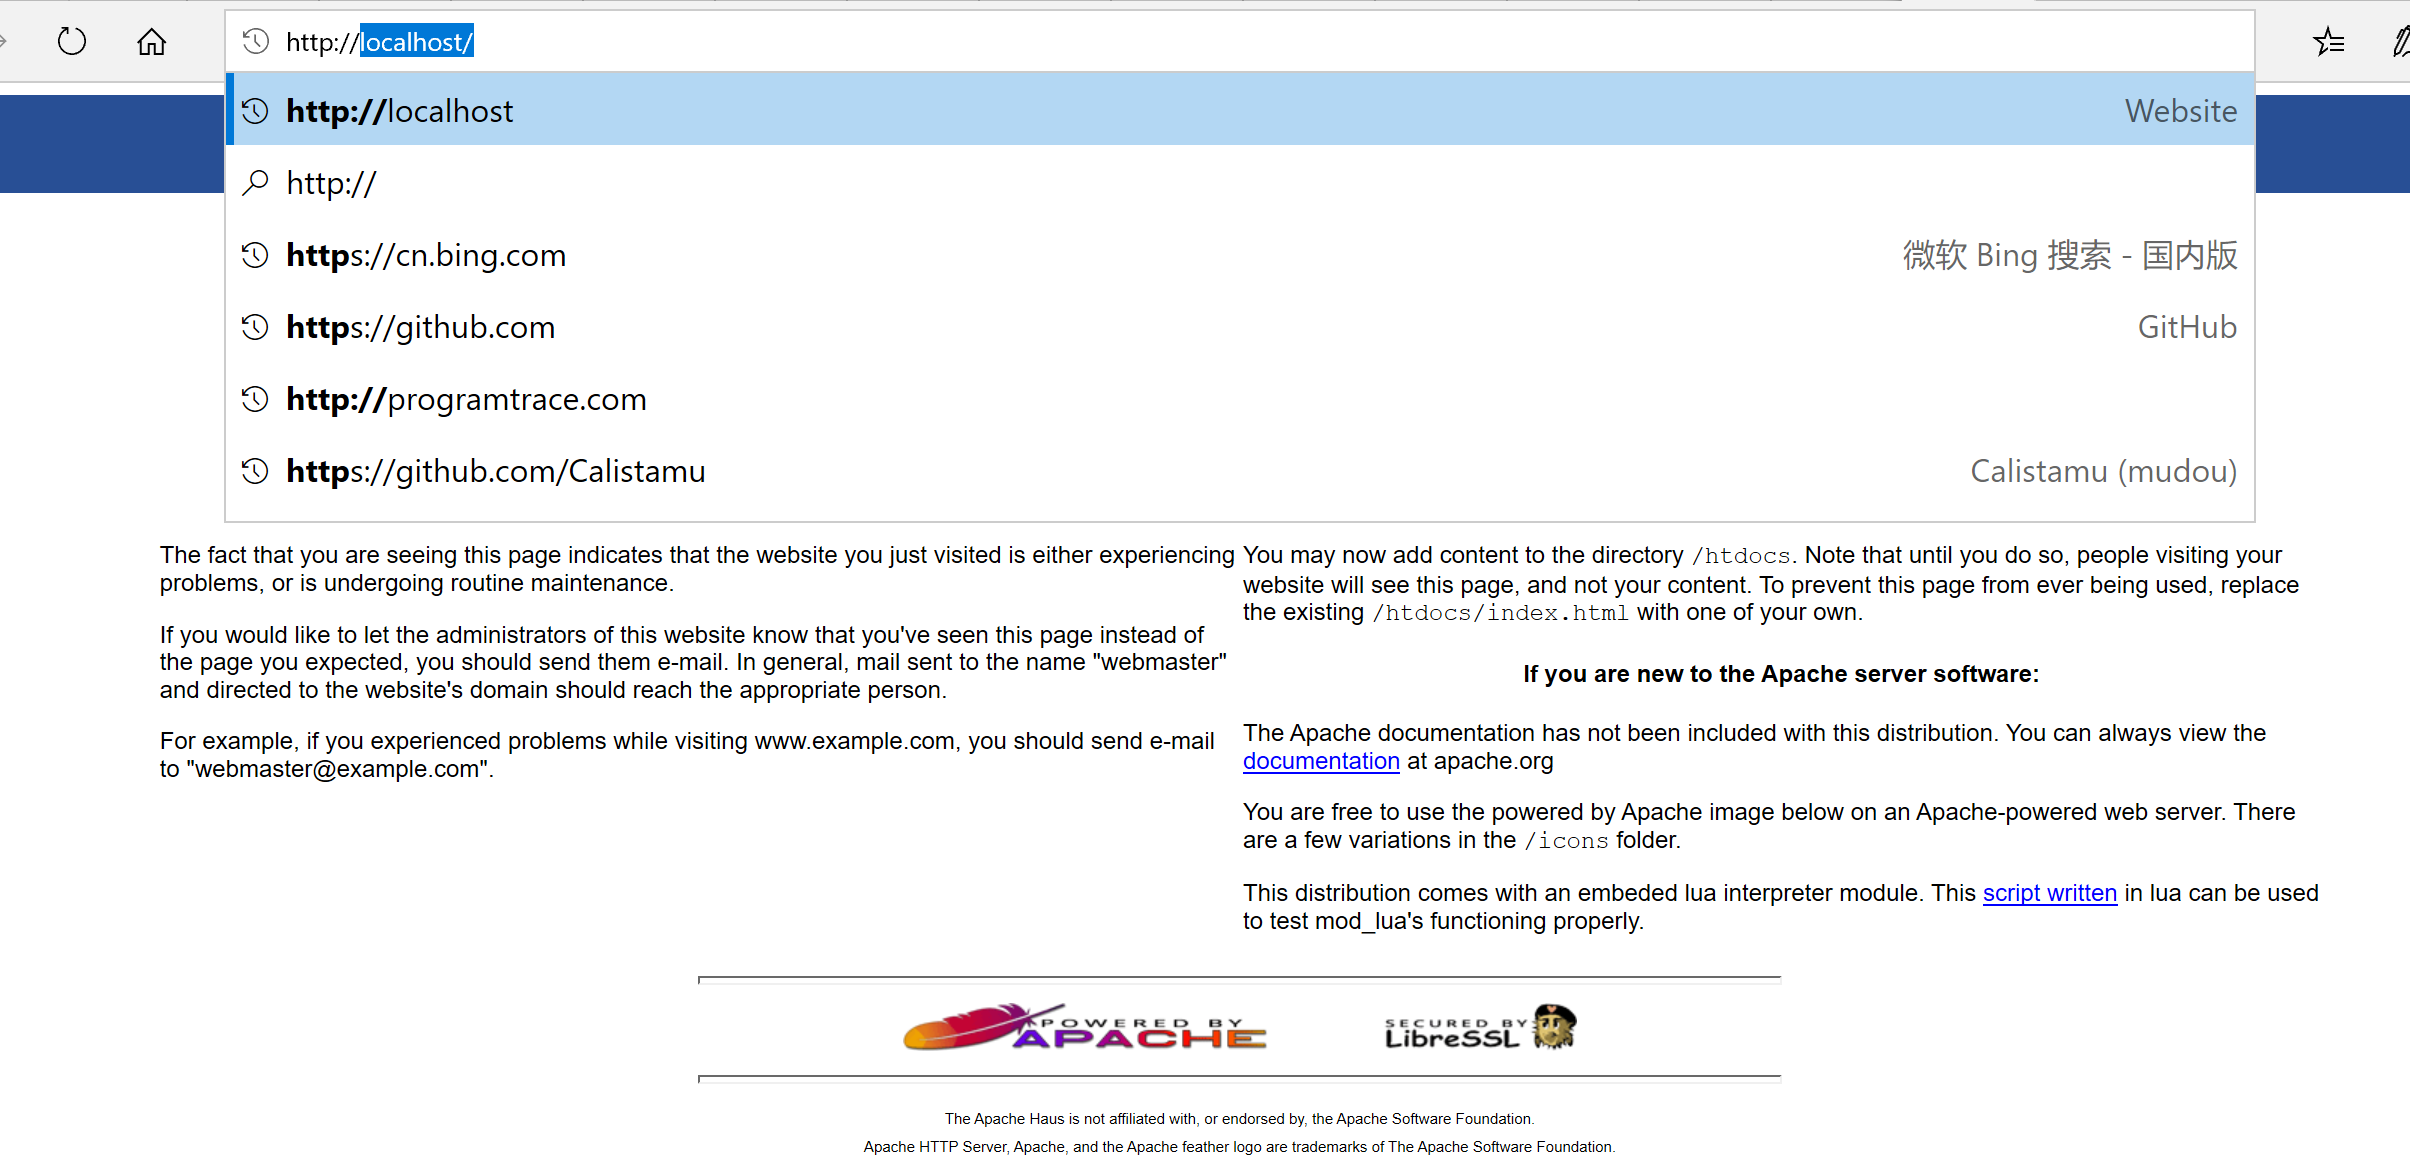 http://localhost/
http://localhost Website
http://
https://cn.bing.com 微软 Bing 搜索 - 国内版
https://github.com GitHub
http://programtrace.com
https://github.com/Calistamu Calistamu (mudou)
The fact that you are seeing this page indicates that the website you just visited is either experiencing
problems, or is undergoing routine maintenance.
If you would like to let the administrators of this website know that you've seen this page instead of
the page you expected, you should send them e-mail. In general, mail sent to the name "webmaster"
and directed to the website's domain should reach the appropriate person.
For example, if you experienced problems while visiting www.example.com, you should send e-mail
to "webmaster@example.com".
You may now add content to the directory /htdocs. Note that until you do so, people visiting your
website will see this page, and not your content. To prevent this page from ever being used, replace
the existing /htdocs/index.html with one of your own.
If you are new to the Apache server software:
The Apache documentation has not been included with this distribution. You can always view the
documentation at apache.org
You are free to use the powered by Apache image below on an Apache-powered web server. There
are a few variations in the /icons folder.
This distribution comes with an embeded lua interpreter module. This script written in lua can be used
to test mod_lua's functioning properly.
POWERED BY
APACHE
SECURED BY
LibreSSL
The Apache Haus is not affiliated with, or endorsed by, the Apache Software Foundation.
Apache HTTP Server, Apache, and the Apache feather logo are trademarks of The Apache Software Foundation.